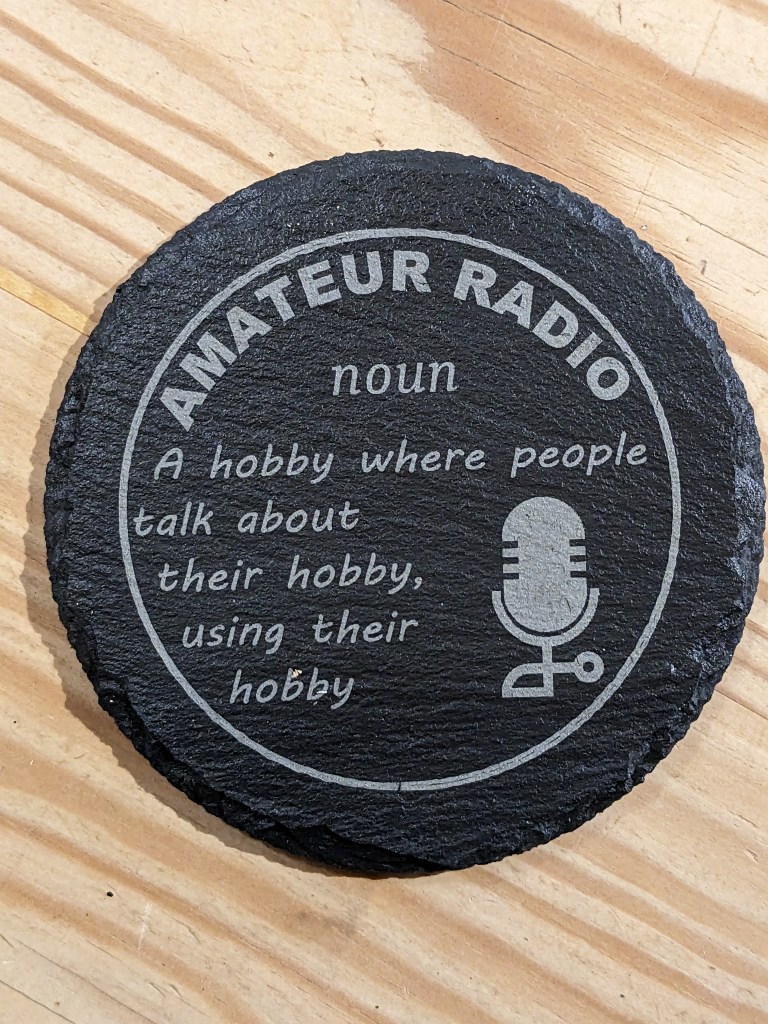 AMATEUR RADIO
noun
A hobby where people
talk about
their hobby,
using their
hobby